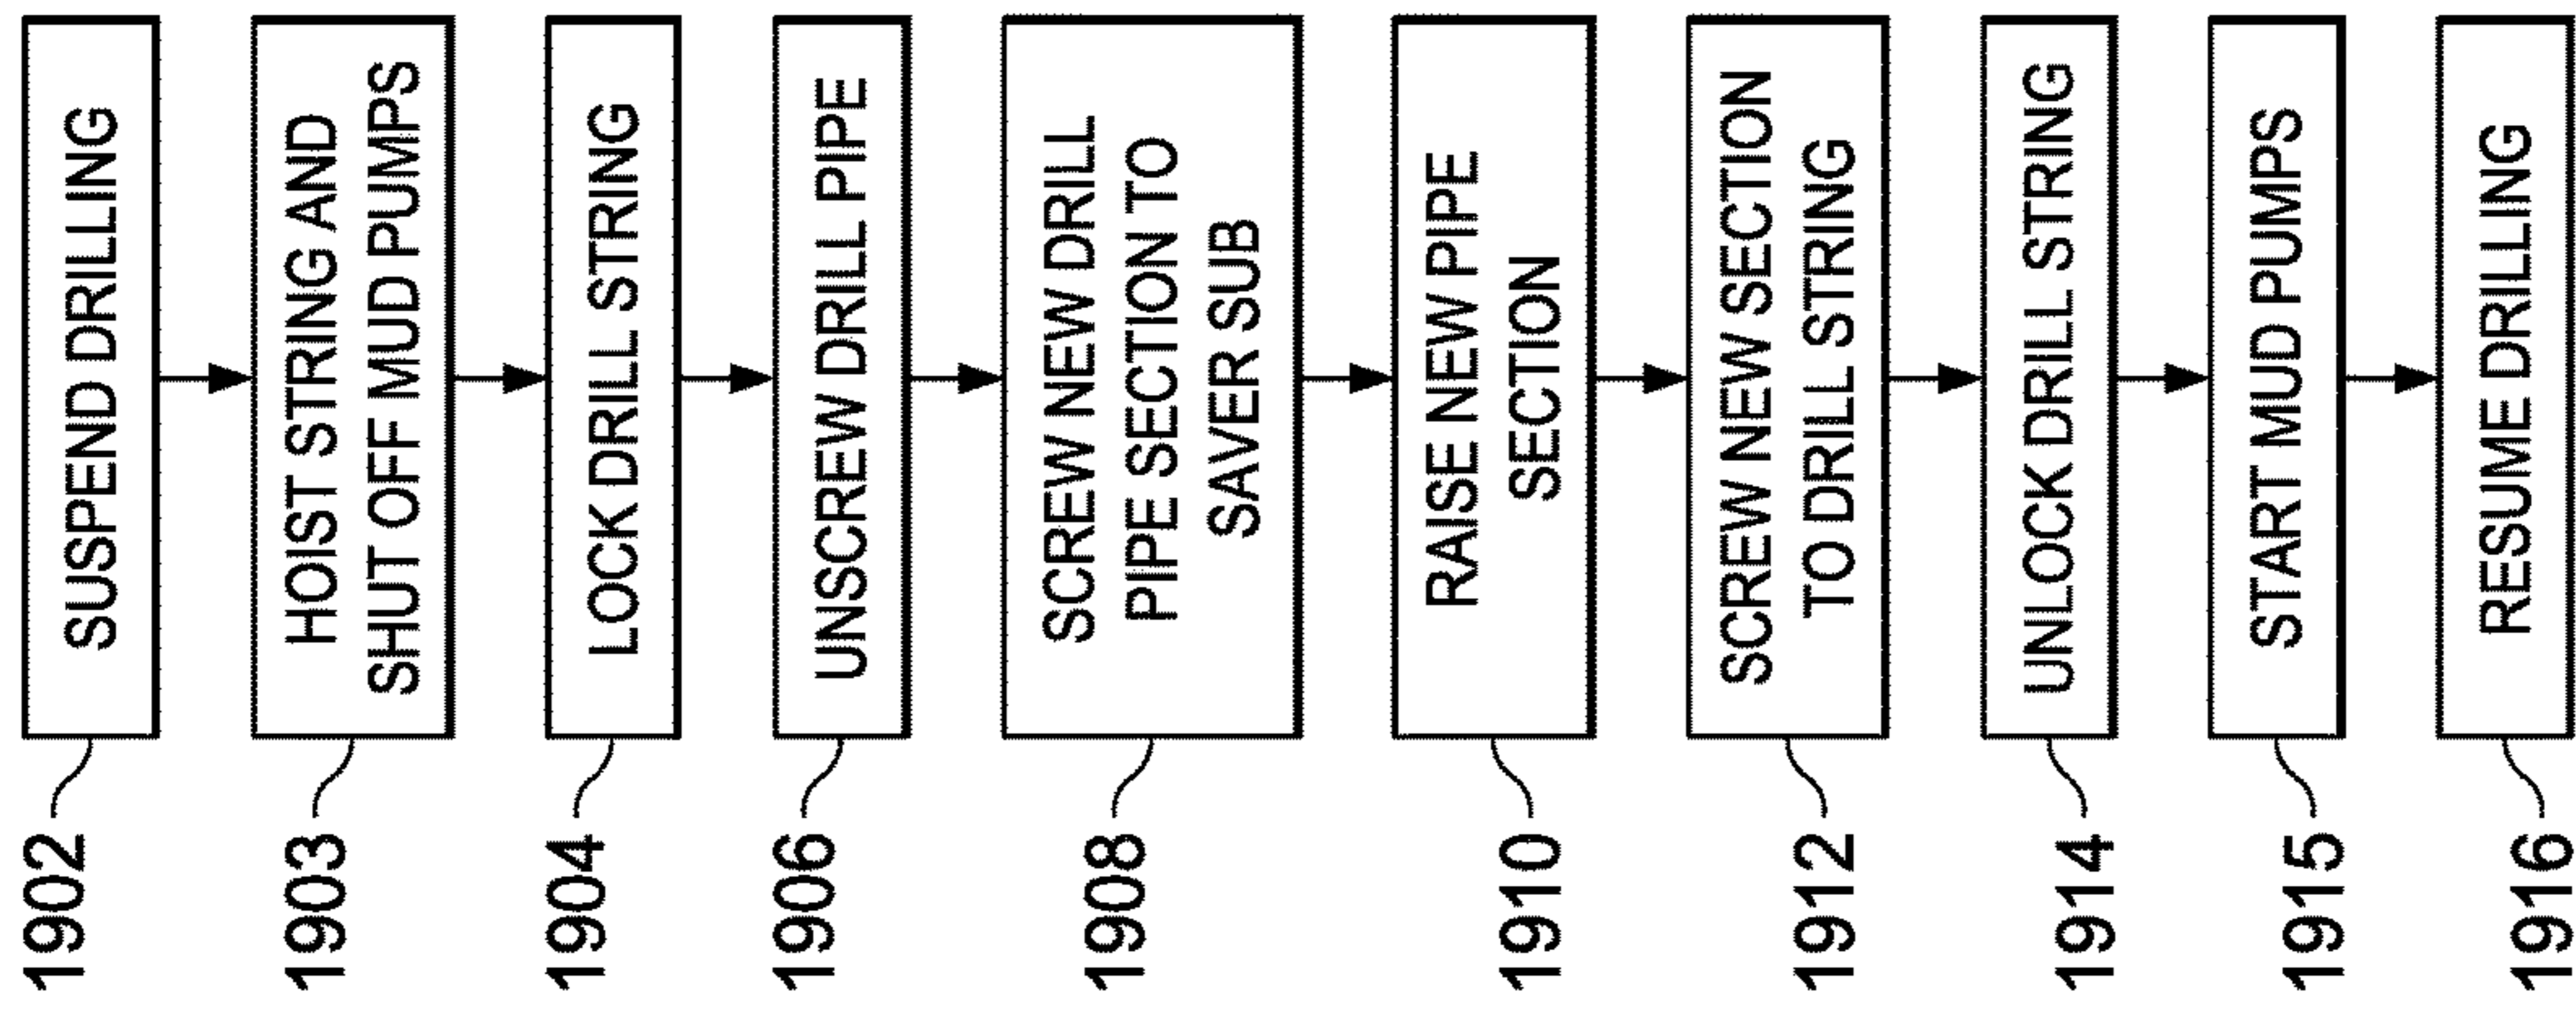 1902
SUSPEND DRILLING
1903
HOIST STRING AND
SHUT OFF MUD PUMPS
1904
LOCK DRILL STRING
1906
UNSCREW DRILL PIPE
1908
SCREW NEW DRILL
PIPE SECTION TO
SAVER SUB
1910
RAISE NEW PIPE
SECTION
1912
SCREW NEW SECTION
TO DRILL STRING
1914
UNLOCK DRILL STRING
1915
START MUD PUMPS
1916
RESUME DRILLING